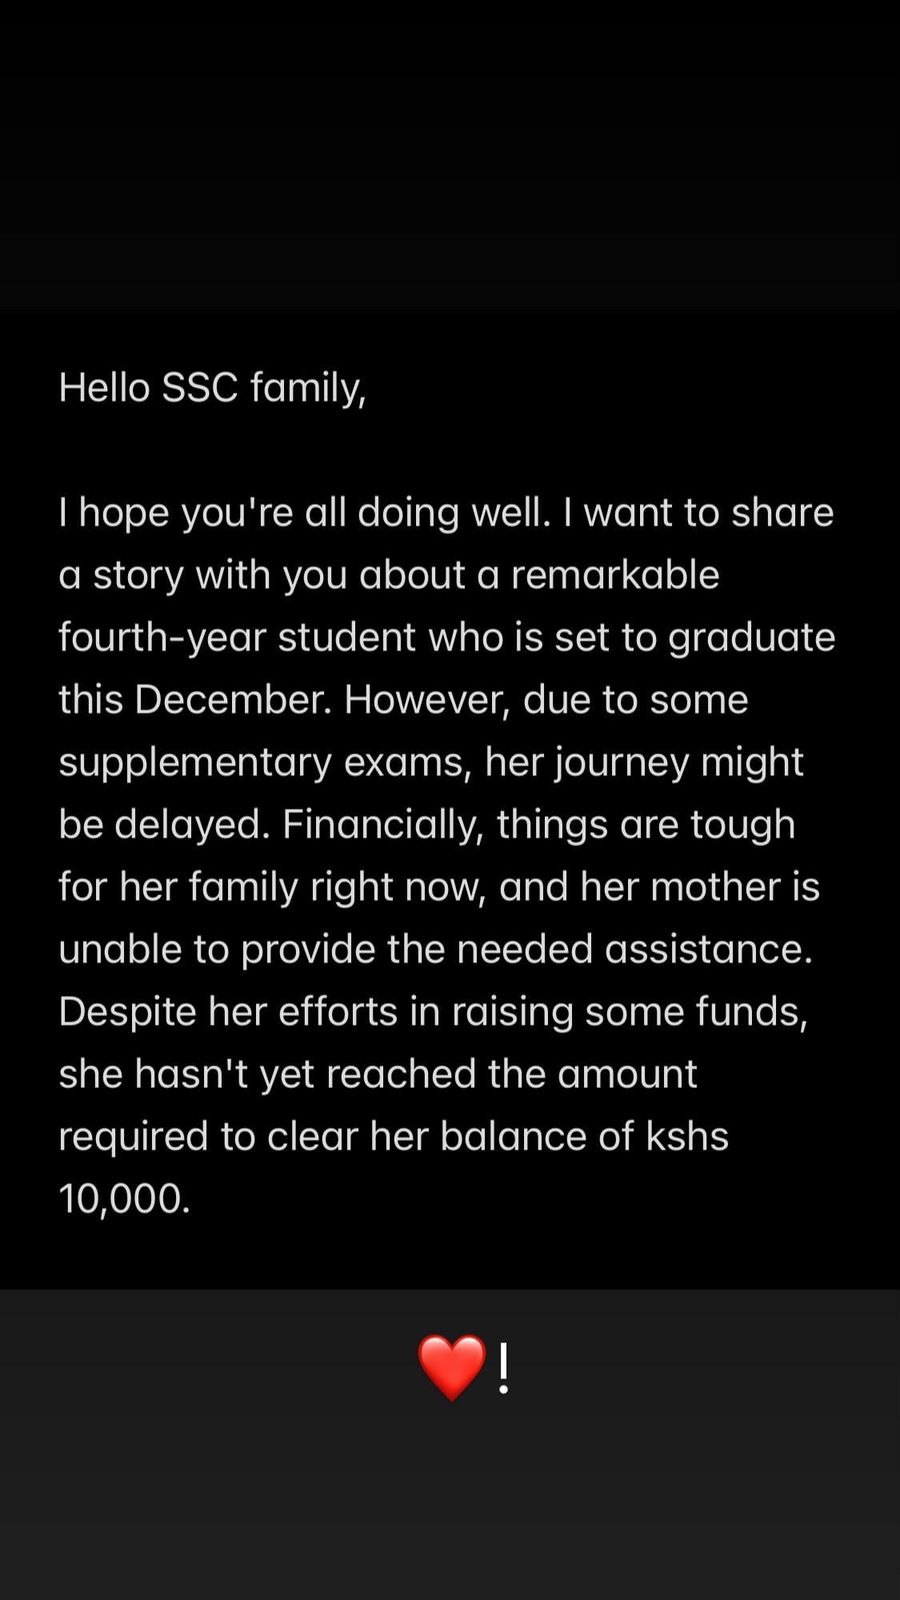 Hello SSC family,
I hope you're all doing well. I want to share
a story with you about a remarkable
fourth-year student who is set to graduate
this December. However, due to some
supplementary exams, her journey might
be delayed. Financially, things are tough
for her family right now, and her mother is
unable to provide the needed assistance.
Despite her efforts in raising some funds,
she hasn't yet reached the amount
required to clear her balance of kshs
10,000.
❤️!